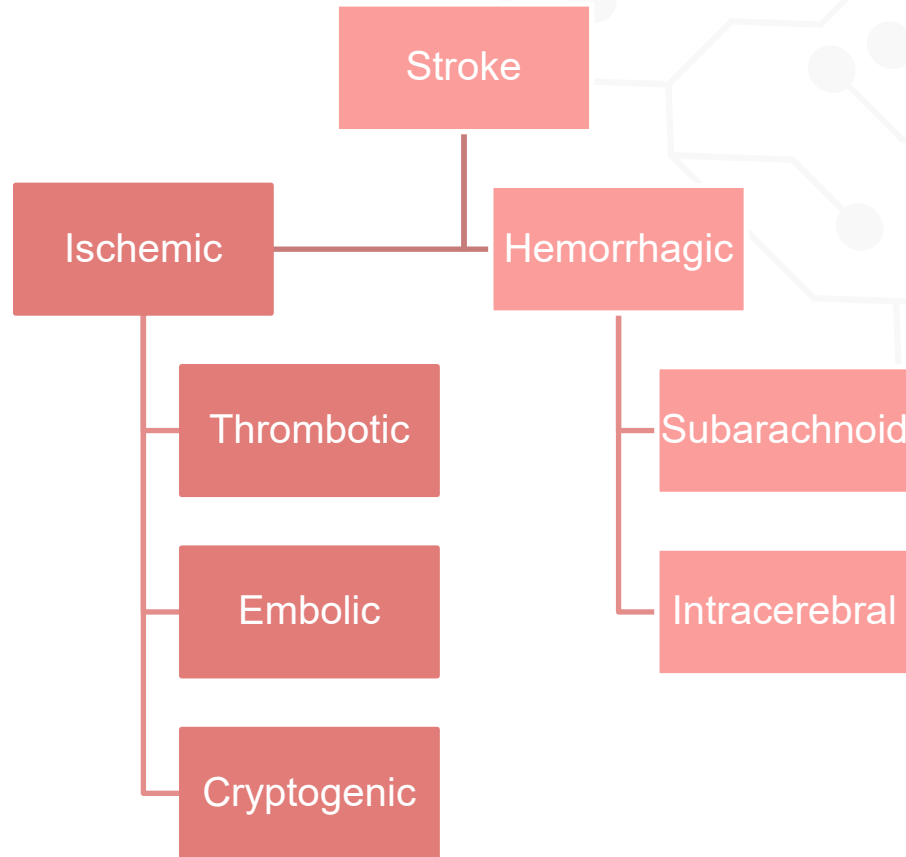 Stroke
Ischemic
Hemorrhagic
Thrombotic
Subarachnoid
Embolic
Intracerebral
Cryptogenic